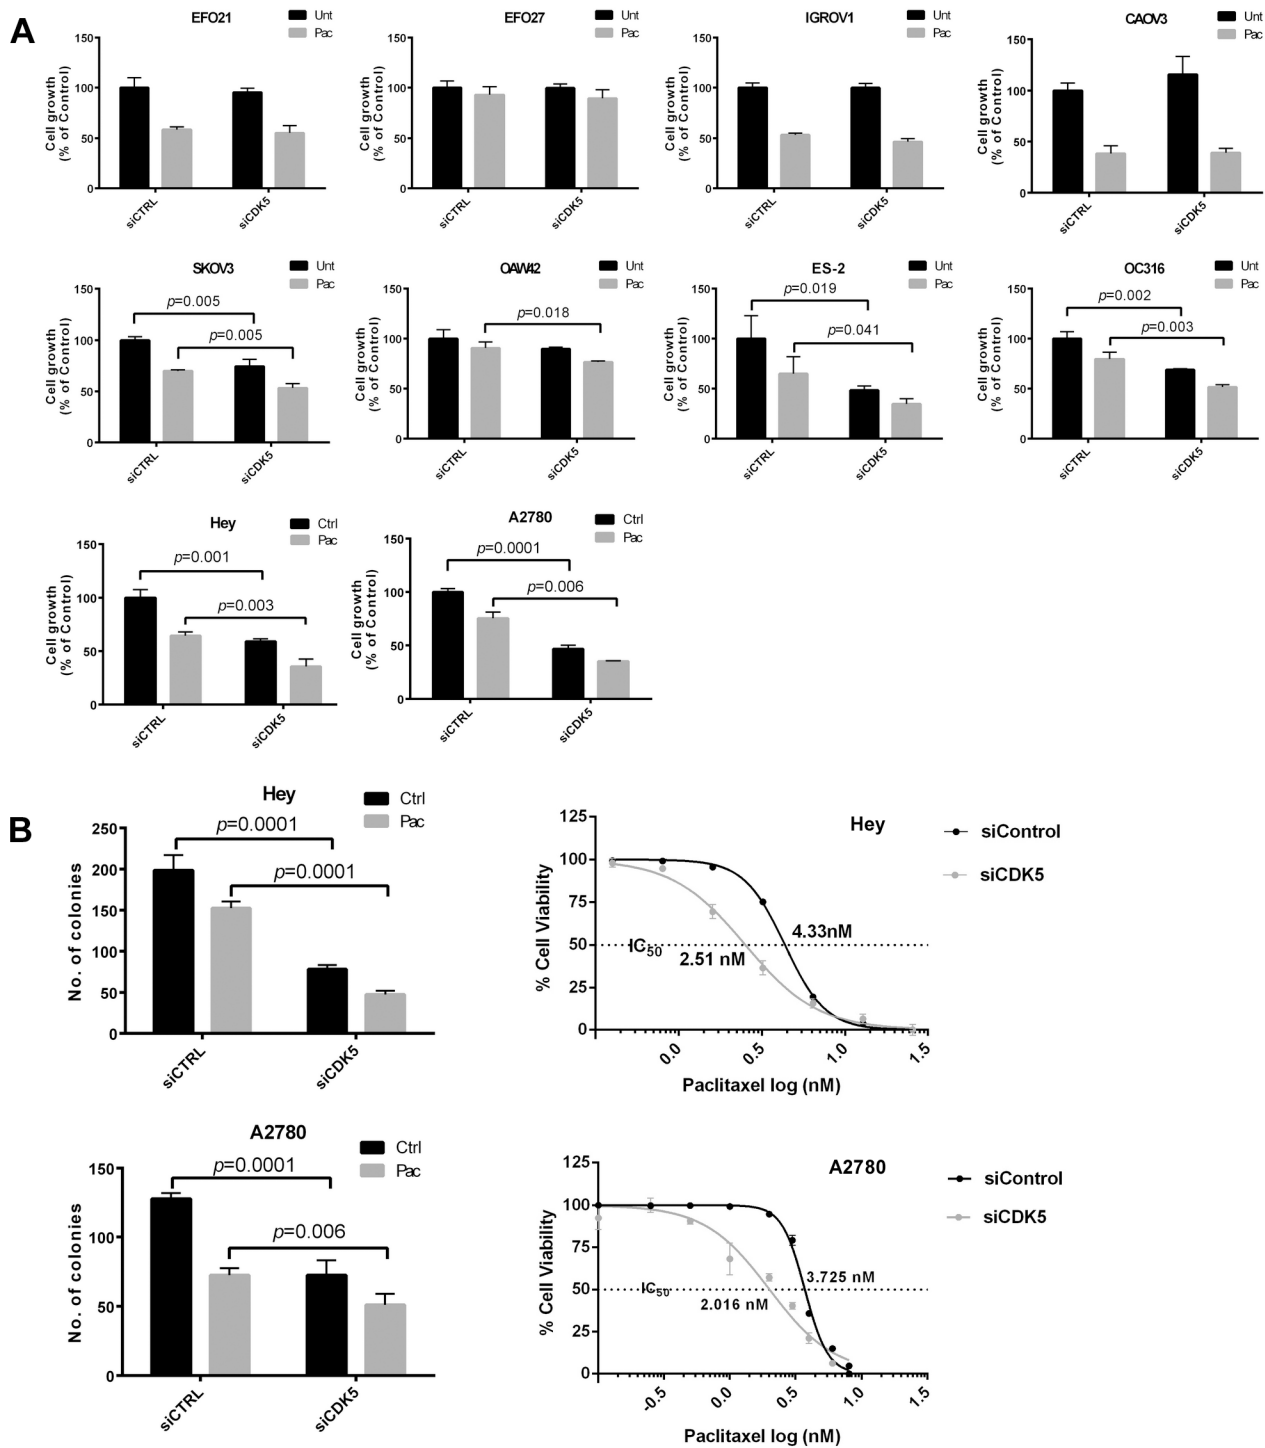 A
EFO21
Unt
Pac
150
100
50
0
Cell growth
(% of Control)
siCTRL
siCDK5
EFO27
Unt
Pac
150
100
50
0
Cell growth
(% of Control)
siCTRL
siCDK5
IGROV1
Unt
Pac
150
100
50
0
Cell growth
(% of Control)
siCTRL
siCDK5
CAOV3
Unt
Pac
150
100
50
0
Cell growth
(% of Control)
siCTRL
siCDK5
SKOV3
Unt
Pac
150
100
50
0
Cell growth
(% of Control)
p=0.005
p=0.005
siCTRL
siCDK5
OAW42
Unt
Pac
150
100
50
0
Cell growth
(% of Control)
p=0.018
siCTRL
siCDK5
ES-2
Unt
Pac
150
100
50
0
Cell growth
(% of Control)
p=0.019
p=0.041
siCTRL
siCDK5
OC316
Unt
Pac
150
100
50
0
Cell growth
(% of Control)
p=0.002
p=0.003
siCTRL
siCDK5
Hey
Ctrl
Pac
150
100
50
0
Cell growth
(% of Control)
p=0.001
p=0.003
siCTRL
siCDK5
A2780
Ctrl
Pac
150
100
50
0
Cell growth
(% of Control)
p=0.0001
p=0.006
siCTRL
siCDK5
B
Hey
Ctrl
Pac
250
200
150
100
50
0
No. of colonies
p=0.0001
p=0.0001
siCTRL
siCDK5
Hey
siControl
siCDK5
125
100
75
50
25
0
% Cell Viability
IC50
4.33nM
2.51 nM
0.0
0.5
1.0
1.5
Paclitaxel log (nM)
A2780
Ctrl
Pac
150
100
50
0
No. of colonies
p=0.0001
p=0.006
siCTRL
siCDK5
A2780
siControl
siCDK5
125
100
75
50
25
0
% Cell Viability
IC50
3.725 nM
2.016 nM
-0.5
0.0
0.5
1.0
1.5
Paclitaxel log (nM)